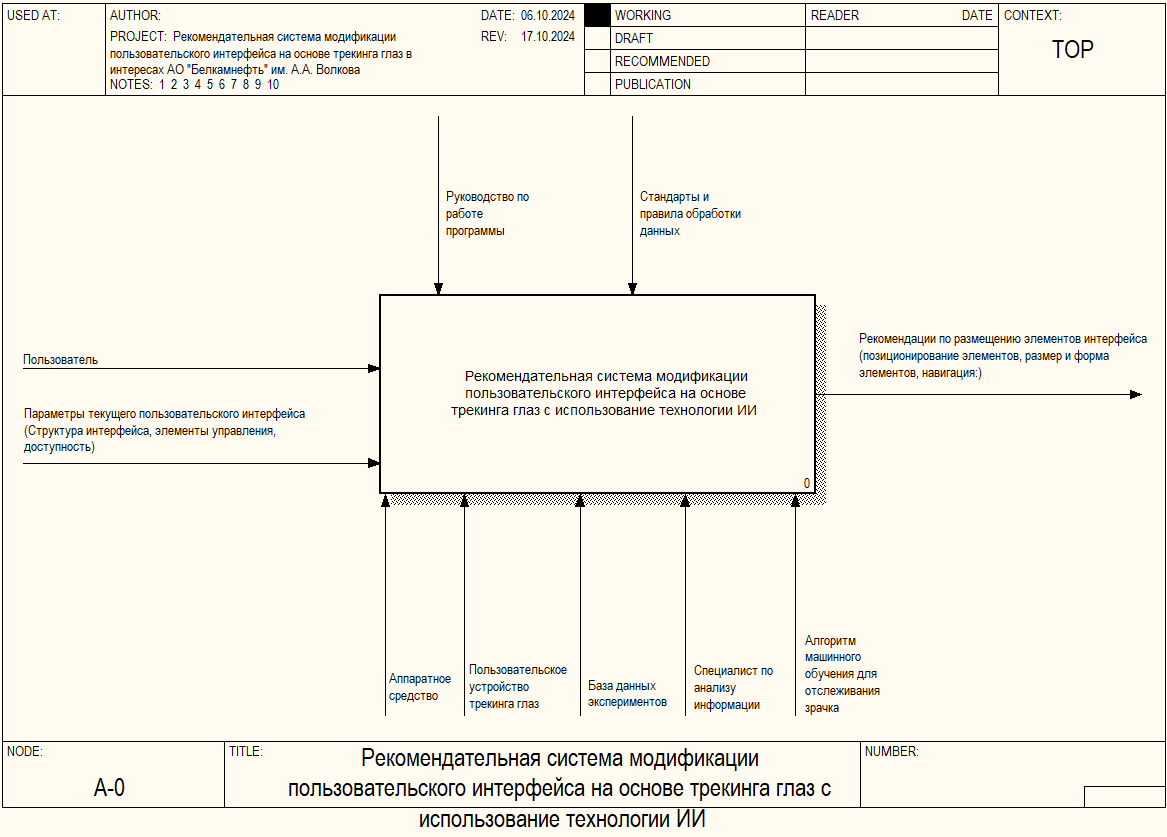 USED AT:
AUTHOR:
DATE: 06.10.2024
PROJECT: Рекомендательная система модификации
REV: 17.10.2024
пользовательского интерфейса на основе трекинга глаз в
интересах АО "Белкамнефть" им. А.А. Волкова
NOTES: 1 2 3 4 5 6 7 8 9 10
WORKING
DRAFT
RECOMMENDED
PUBLICATION
READER
DATE
CONTEXT:
TOP
Руководство по
работе
программы
Стандарты и
правила обработки
данных
Пользователь
Параметры текущего пользовательского интерфейса
(Структура интерфейса, элементы управления,
доступность)
Рекомендательная система модификации
пользовательского интерфейса на основе
трекинга глаз с использование технологии ИИ
0
Рекомендации по размещению элементов интерфейса
(позиционирование элементов, размер и форма
элементов, навигация:)
Аппаратное
средство
Пользовательское
устройство
трекинга глаз
База данных
экспериментов
Специалист по
анализу
информации
Алгоритм
машинного
обучения для
отслеживания
зрачка
NODE:
A-0
TITLE:
Рекомендательная система модификации
пользовательского интерфейса на основе трекинга глаз с
использование технологии ИИ
NUMBER: